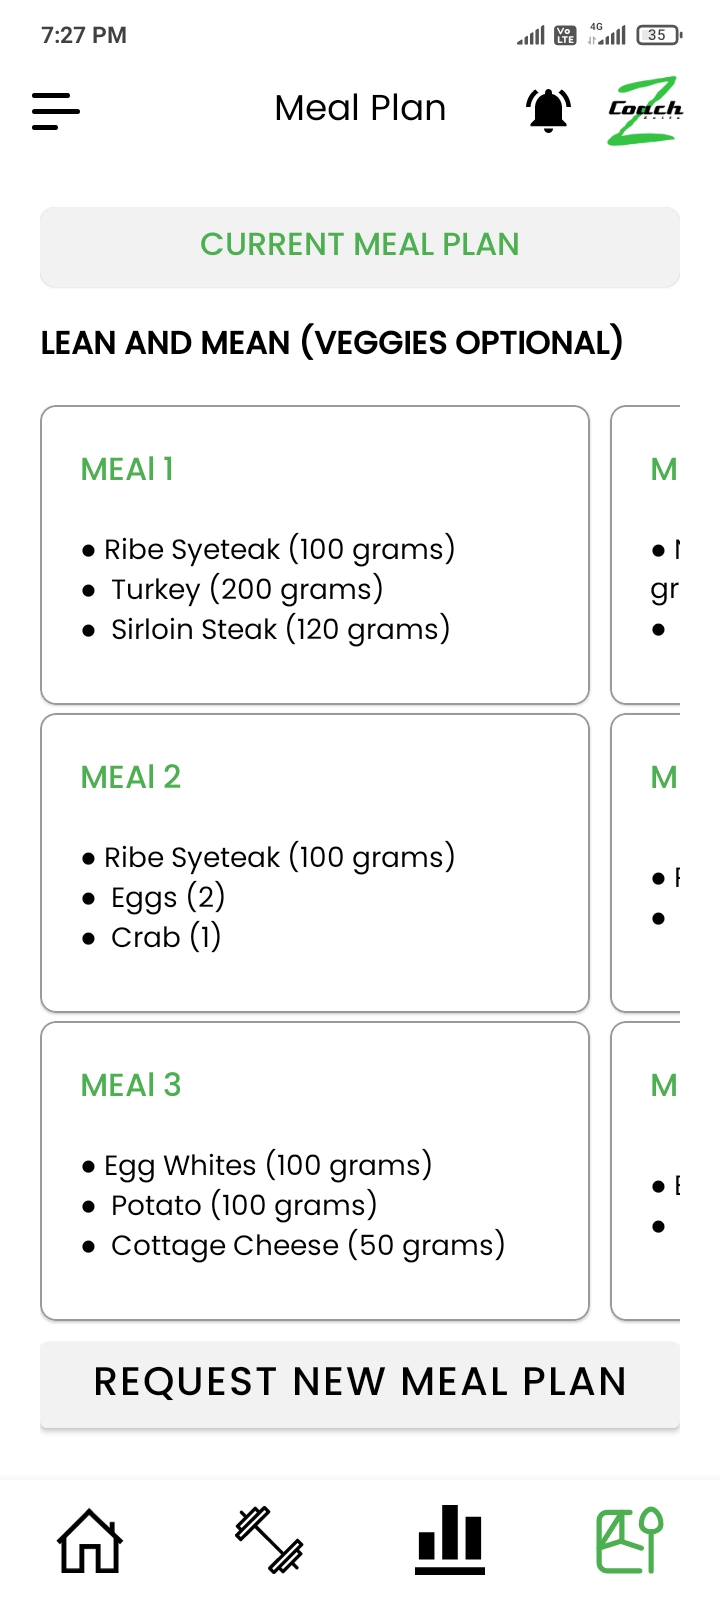 7:27 PM
Vo
LTE
4G
35
Meal Plan
Coach
Z
CURRENT MEAL PLAN
LEAN AND MEAN (VEGGIES OPTIONAL)
MEAl 1
M
● Ribe Syeteak (100 grams)
● Turkey (200 grams)
gr
● Sirloin Steak (120 grams)
●
MEAl 2
M
● Ribe Syeteak (100 grams)
● Eggs (2)
● Crab (1)
●
MEAl 3
M
● Egg Whites (100 grams)
● Potato (100 grams)
● Cottage Cheese (50 grams)
●
REQUEST NEW MEAL PLAN